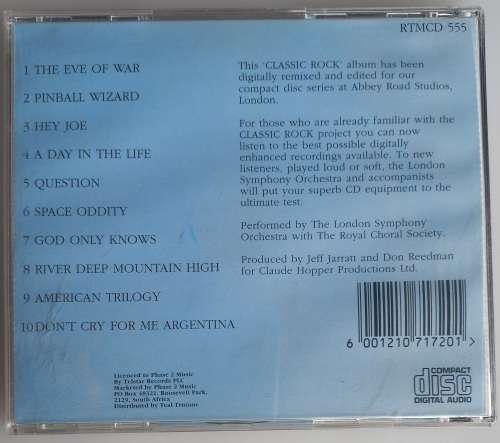 RTMCD 555
1 THE EVE OF WAR
2 PINBALL WIZARD
3 HEY JOE
4 A DAY IN THE LIFE
5 QUESTION
6 SPACE ODDITY
7 GOD ONLY KNOWS
8 RIVER DEEP MOUNTAIN HIGH
9 AMERICAN TRILOGY
10 DON'T CRY FOR ME ARGENTINA
This 'CLASSIC ROCK' album has been
digitally remixed and edited for our
compact disc series at Abbey Road Studios,
London.
For those who are already familiar with the
CLASSIC ROCK project you can now
listen to the best possible digitally
enhanced recordings available. To new
listeners, played loud or soft, the London
Symphony Orchestra and accompanists
will put your superb CD equipment to the
ultimate test.
Performed by The London Symphony
Orchestra with The Royal Choral Society.
Produced by Jeff Jarratt and Don Reedman
for Claude Hopper Productions Ltd.
6 001210 717201 >
Licenced to Phase 2 Music
By Telstar Records PLC
Marketed by Phase 2 Music
PO Box 48321, Roosevelt Park,
2129, South Africa
Distributed by Teal Trutone
COMPACT
disc
DIGITAL AUDIO